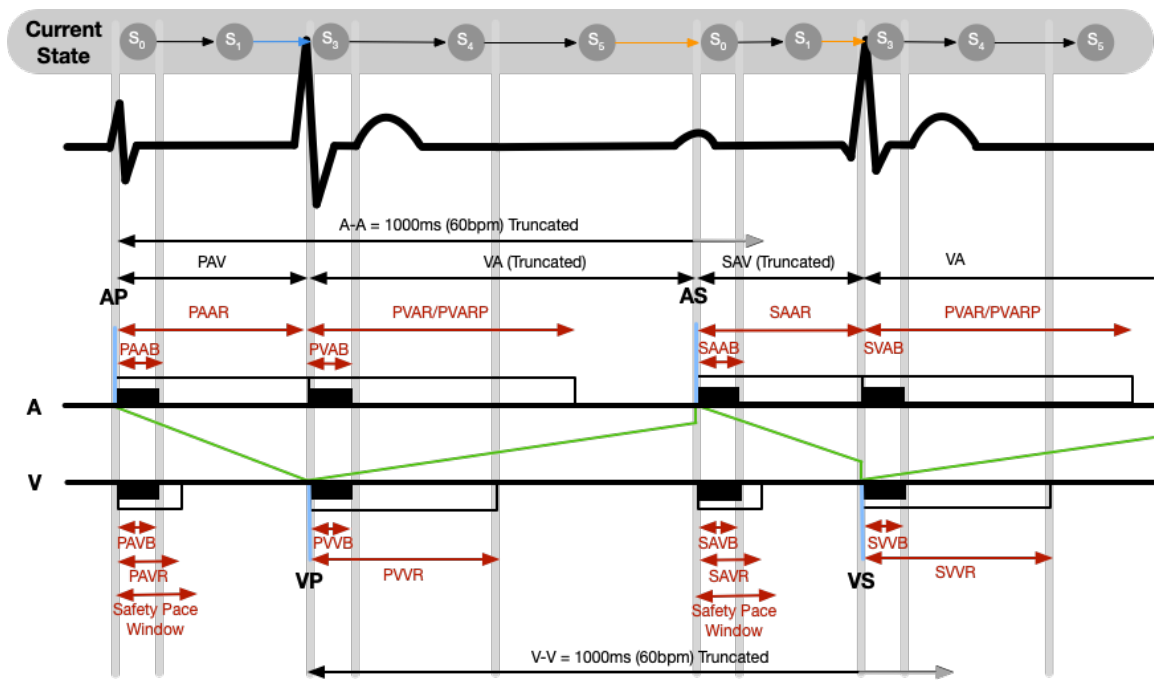 Current
State
S0
S1
S3
S4
S5
S0
S1
S3
S4
S5
A-A = 1000ms (60bpm) Truncated
PAV
VA (Truncated)
SAV (Truncated)
VA
AP
AS
PAAR
PVAR/PVARP
SAAR
PVAR/PVARP
PAAB
PVAB
SAAB
SVAB
A
V
PAVB
PVVB
SAVB
SVVB
PAVR
PVVR
SAVR
SVVR
VP
VS
Safety Pace
Window
Safety Pace
Window
V-V = 1000ms (60bpm) Truncated